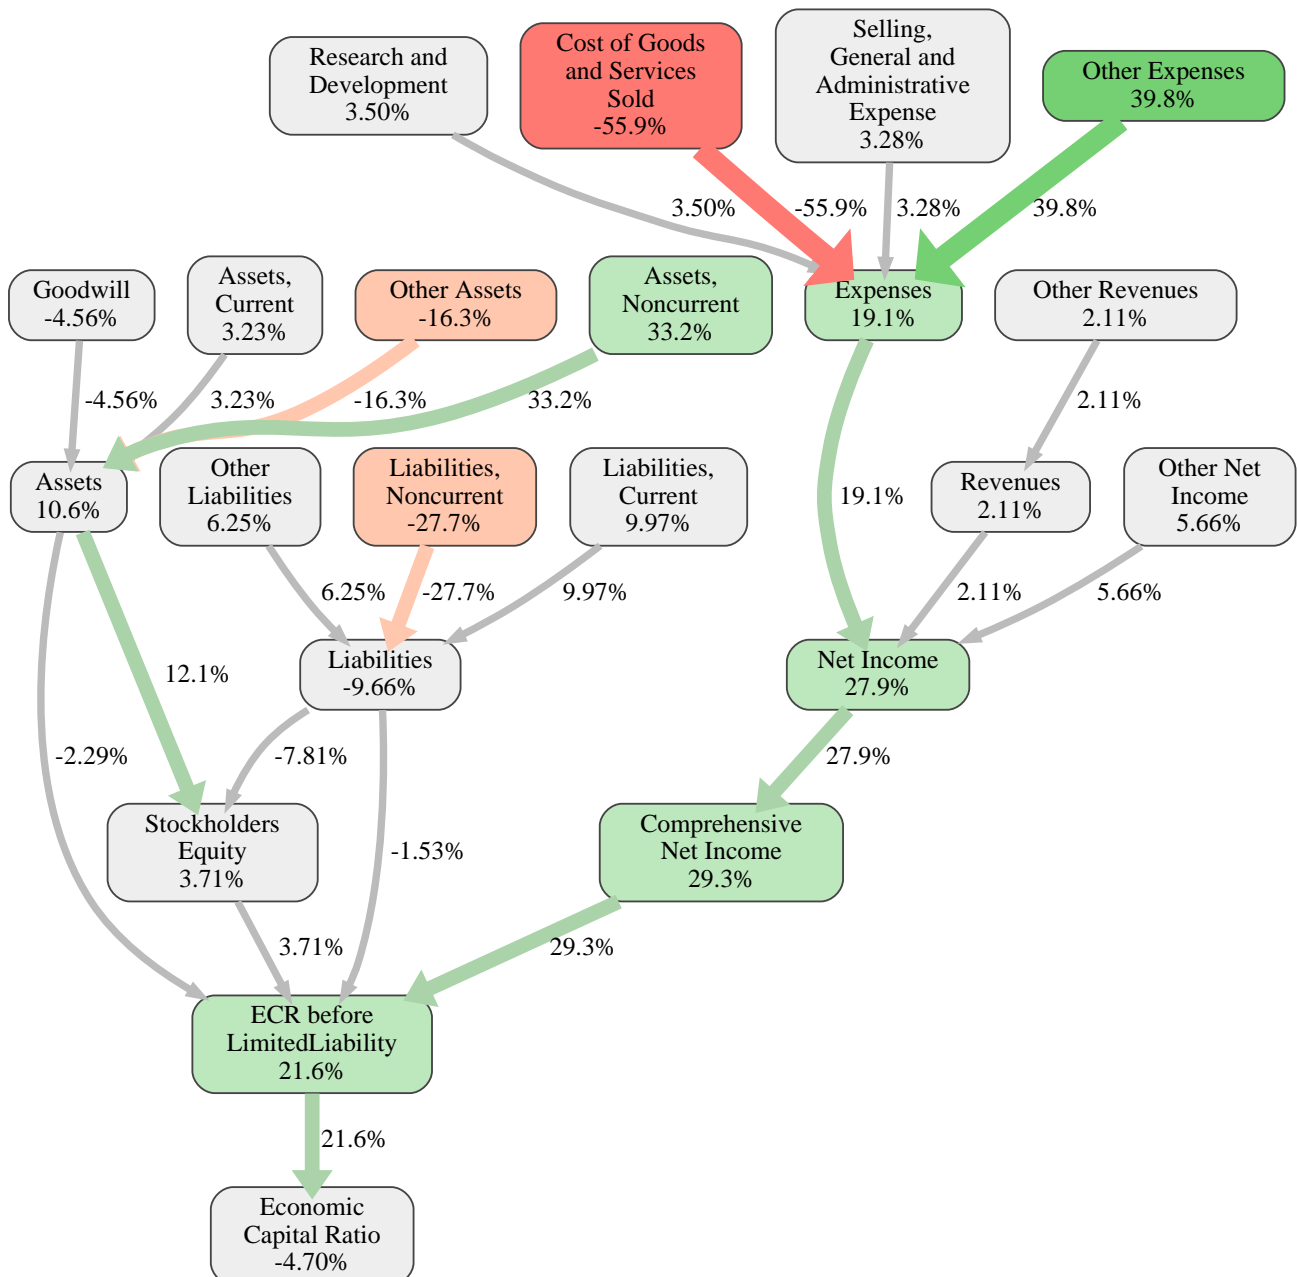 Research and
Development
3.50%
Cost of Goods
and Services
Sold
-55.9%
Selling,
General and
Administrative
Expense
3.28%
Other Expenses
39.8%
3.50%
-55.9%
3.28%
39.8%
Goodwill
-4.56%
Assets,
Current
3.23%
Other Assets
-16.3%
Assets,
Noncurrent
33.2%
Expenses
19.1%
Other Revenues
2.11%
-4.56%
3.23%
-16.3%
33.2%
2.11%
Assets
10.6%
Other
Liabilities
6.25%
Liabilities,
Noncurrent
-27.7%
Liabilities,
Current
9.97%
19.1%
Revenues
2.11%
Other Net
Income
5.66%
6.25%
-27.7%
9.97%
2.11%
5.66%
12.1%
Liabilities
-9.66%
Net Income
27.9%
-2.29%
-7.81%
27.9%
Stockholders
Equity
3.71%
-1.53%
Comprehensive
Net Income
29.3%
3.71%
29.3%
ECR before
LimitedLiability
21.6%
21.6%
Economic
Capital Ratio
-4.70%